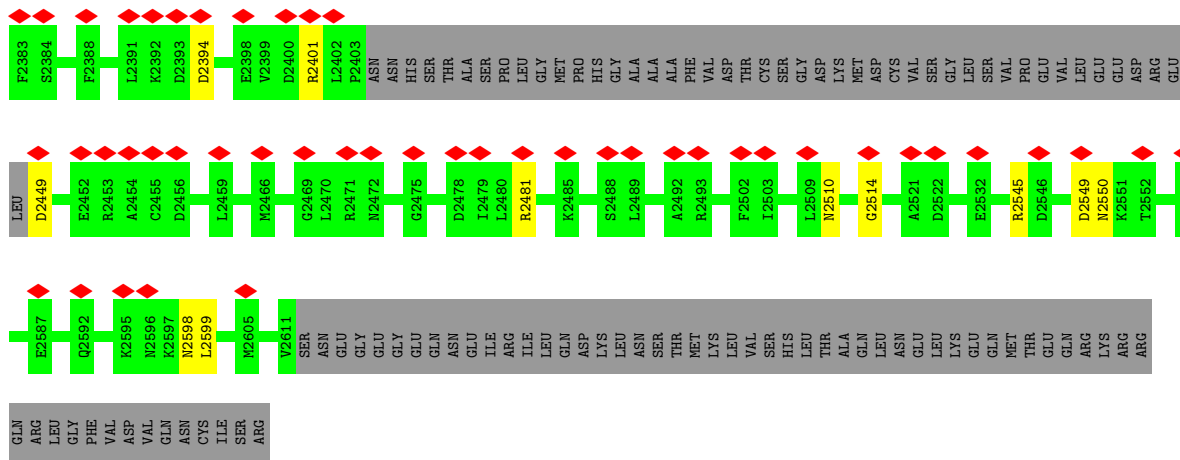 F2383 S2384 F2388 L2391 K2392 D2393 D2394 E2398 V2399 D2400 R2401 L2402 P2403 ASN ASN HIS SER THR ALA SER PRO LEU GLY MET PRO HIS GLY ALA ALA ALA PHE VAL ASP THR CYS SER GLY ASP LYS MET ASP CYS VAL SER GLY LEU SER VAL PRO GLU VAL LEU GLU GLU ASP ARG GLU
LEU D2449 E2452 R2453 A2454 C2455 D2456 L2459 M2466 G2469 L2470 R2471 N2472 G2475 D2478 I2479 L2480 R2481 K2485 S2488 L2489 A2492 R2493 F2502 I2503 L2509 N2510 G2514 A2521 D2522 E2532 R2545 D2546 D2549 N2550 K2551 T2552
E2587 Q2592 K2595 N2596 K2597 N2598 L2599 M2605 V2611 SER ASN GLU GLY GLU GLY GLU GLN ASN GLU ILE ARG ILE LEU GLN ASP LYS LEU ASN SER THR MET LYS LEU VAL SER HIS LEU THR ALA GLN LEU ASN GLU LEU LYS GLU GLN MET THR GLU GLN ARG LYS ARG ARG
GLN ARG LEU GLY PHE VAL ASP VAL GLN ASN CYS ILE SER ARG